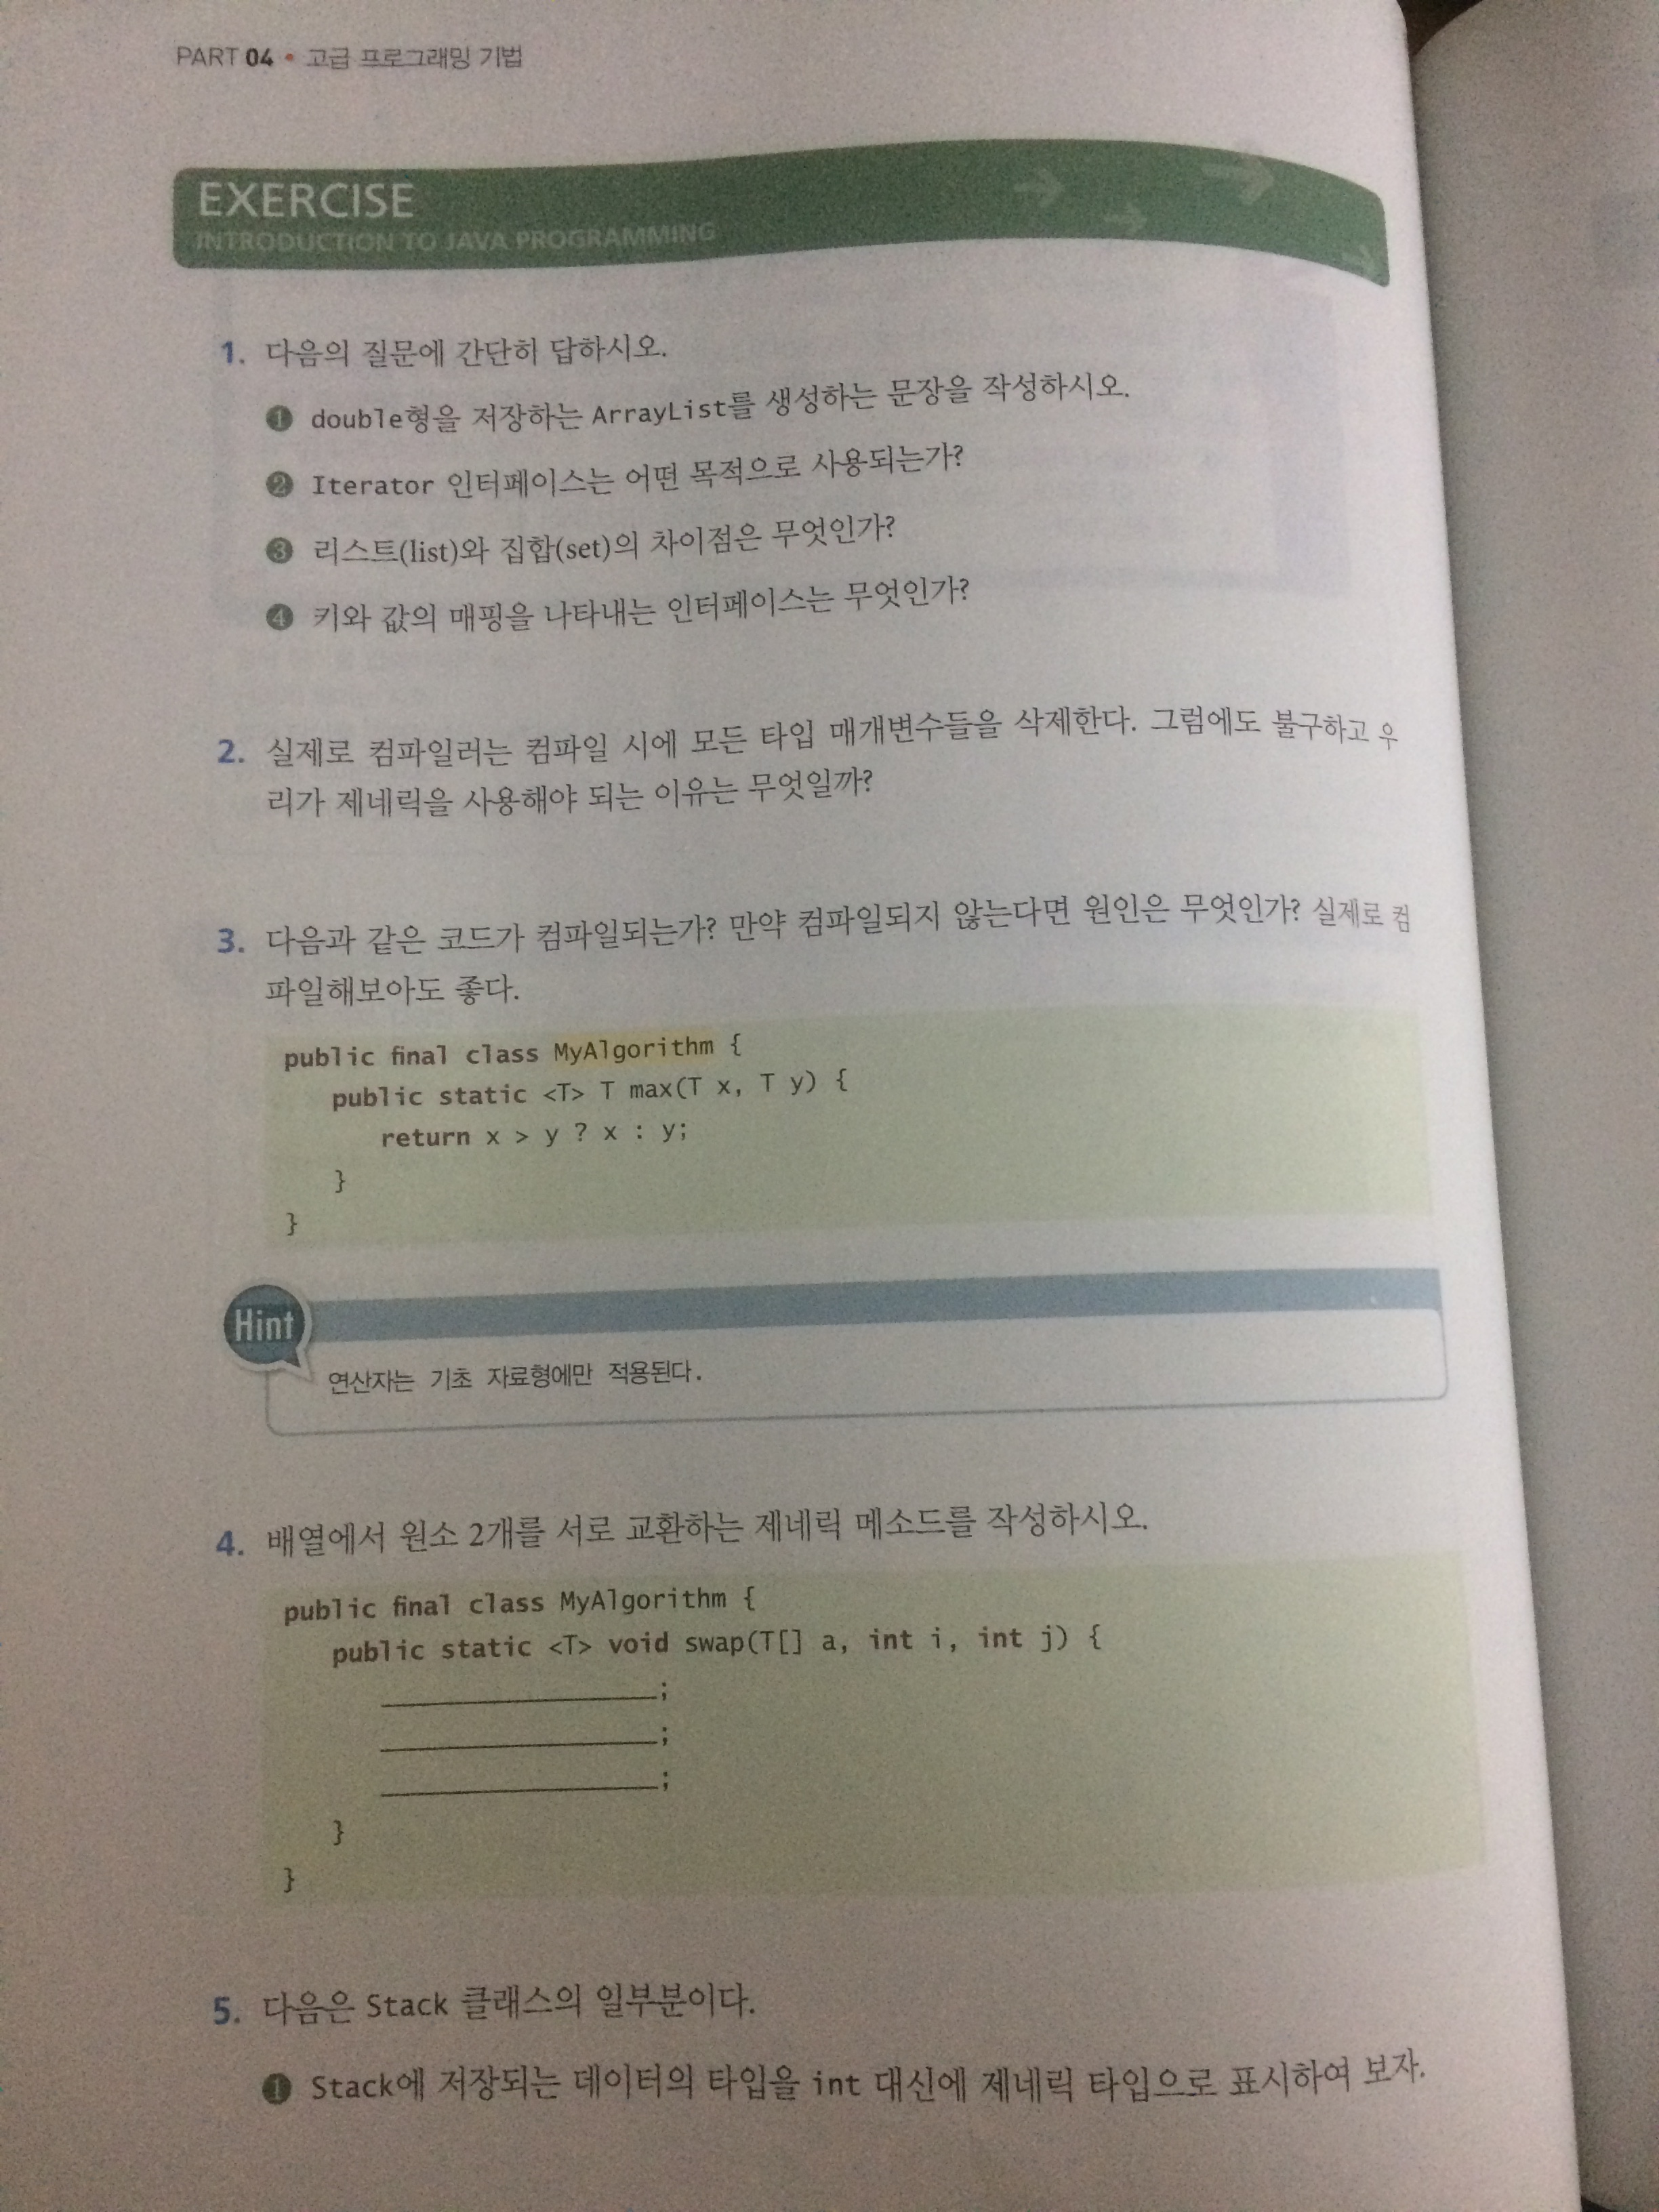 PART 04 • 고급 프로그래밍 기법
EXERCISE
INTRODUCTION TO JAVA PROGRAMMING
1. 다음의 질문에 간단히 답하시오.
❶ double형을 저장하는 ArrayList를 생성하는 문장을 작성하시오.
❷ Iterator 인터페이스는 어떤 목적으로 사용되는가?
❸ 리스트(list)와 집합(set)의 차이점은 무엇인가?
❹ 키와 값의 매핑을 나타내는 인터페이스는 무엇인가?
2. 실제로 컴파일러는 컴파일 시에 모든 타입 매개변수들을 삭제한다. 그럼에도 불구하고 우
리가 제네릭을 사용해야 되는 이유는 무엇일까?
3. 다음과 같은 코드가 컴파일되는가? 만약 컴파일되지 않는다면 원인은 무엇인가? 실제로 컴
파일해보아도 좋다.
public final class MyAlgorithm {
public static <T> T max(T x, T y) {
return x > y ? x : y;
}
}
Hint
연산자는 기초 자료형에만 적용된다.
4. 배열에서 원소 2개를 서로 교환하는 제네릭 메소드를 작성하시오.
public final class MyAlgorithm {
public static <T> void swap(T[] a, int i, int j) {
____________________;
____________________;
____________________;
}
}
5. 다음은 Stack 클래스의 일부분이다.
❶ Stack에 저장되는 데이터의 타입을 int 대신에 제네릭 타입으로 표시하여 보자.